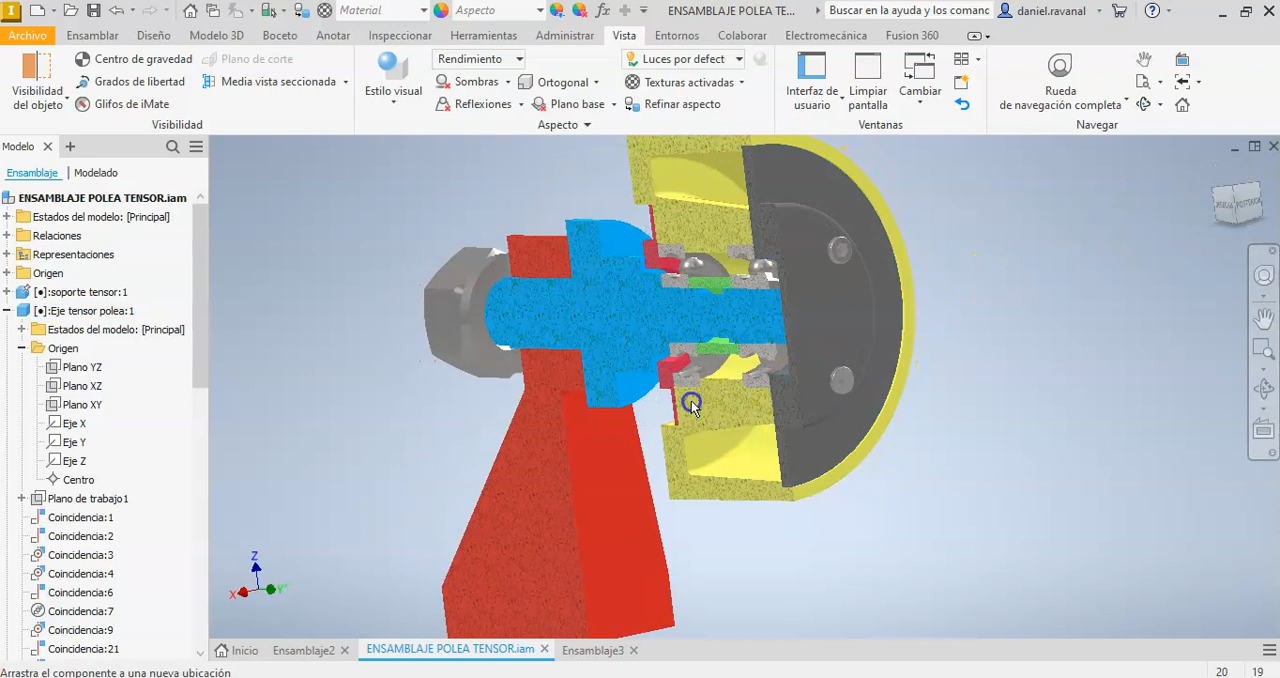 Material
Aspecto
fx
ENSAMBLAJE POLEA TE...
Buscar en la ayuda y los comanc
daniel.ravanal
Archivo
Ensamblar
Diseño
Modelo 3D
Boceto
Anotar
Inspeccionar
Herramientas
Administrar
Vista
Entornos
Colaborar
Electromecánica
Fusion 360
Visibilidad
del objeto
Centro de gravedad
Grados de libertad
Glifos de iMate
Plano de corte
Media vista seccionada
Visibilidad
Estilo visual
Rendimiento
Sombras
Reflexiones
Ortogonal
Plano base
Luces por defect
Texturas activadas
Refinar aspecto
Aspecto
Interfaz de
usuario
Limpiar
pantalla
Cambiar
Ventanas
Rueda
de navegación completa
Navegar
Modelo
Ensamblaje
Modelado
ENSAMBLAJE POLEA TENSOR.iam
Estados del modelo: [Principal]
Relaciones
Representaciones
Origen
[•]:soporte tensor:1
[•]:Eje tensor polea:1
Estados del modelo: [Principal]
Origen
Plano YZ
Plano XZ
Plano XY
Eje X
Eje Y
Eje Z
Centro
Plano de trabajo1
Coincidencia:1
Coincidencia:2
Coincidencia:3
Coincidencia:4
Coincidencia:6
Coincidencia:7
Coincidencia:9
Coincidencia:21
POSTERIOR
Z
X
Y
Inicio
Ensamblaje2
ENSAMBLAJE POLEA TENSOR.iam
Ensamblaje3
Arrastra el componente a una nueva ubicación
20
19